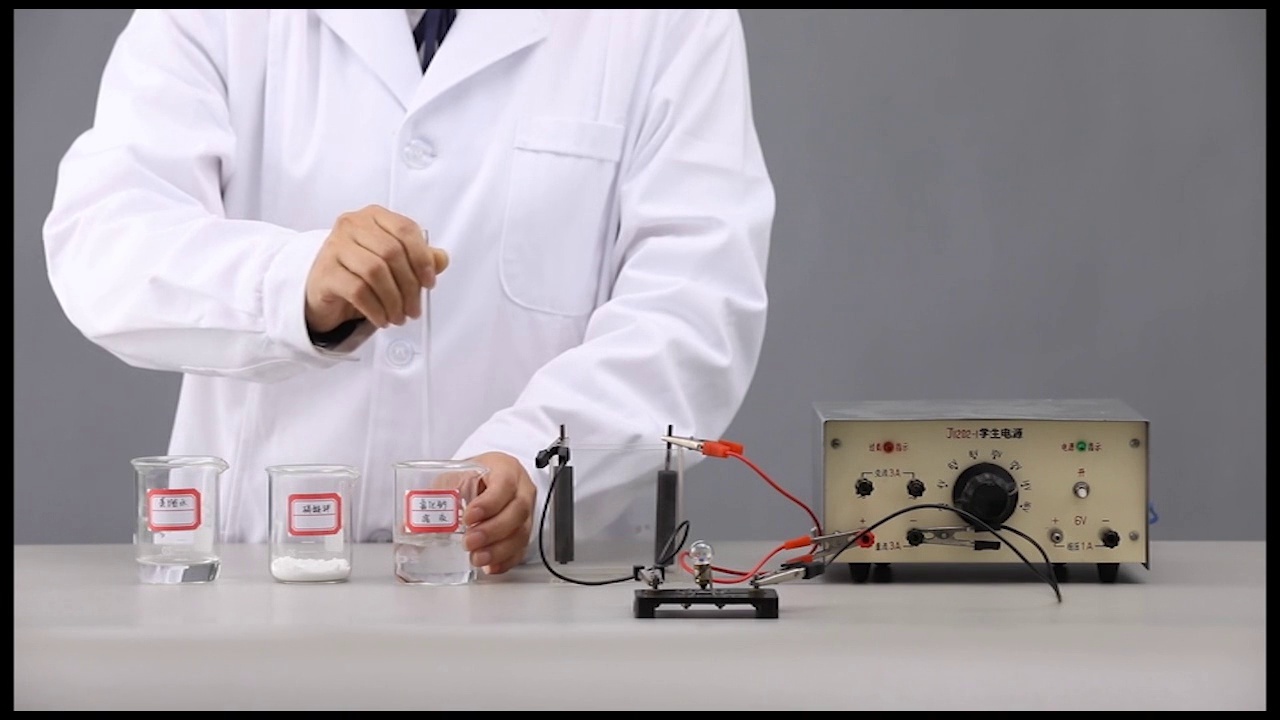 J1202-1学生电源
过载 指示
电源 指示
交流3A
开
6V
+
−
直流3A
+
−
稳压1A
蒸馏水
硝酸钾
氯化钠
溶液